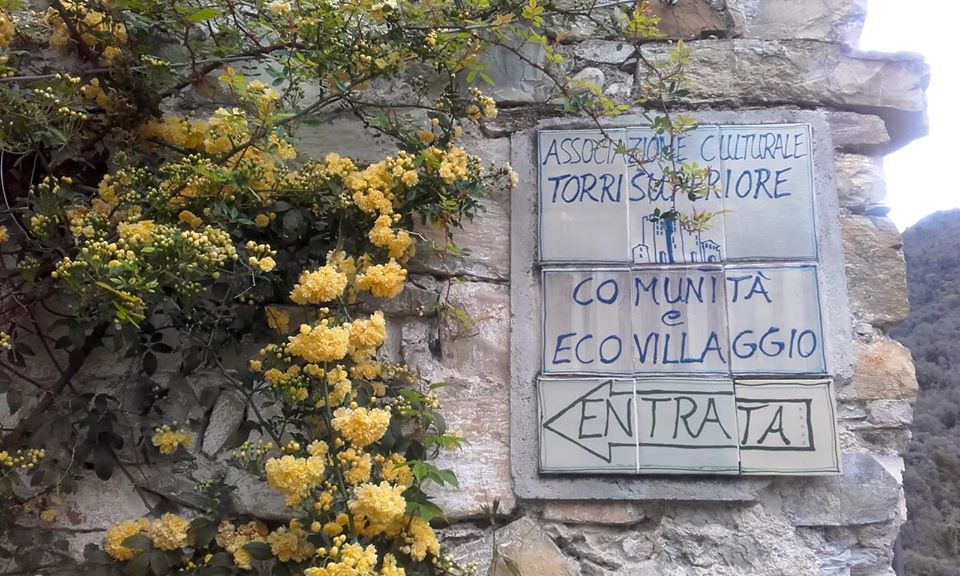 ASSOCIAZIONE CULTURALE
TORRI SUPERIORE
COMUNITÀ
e
ECOVILLAGGIO
ENTRATA